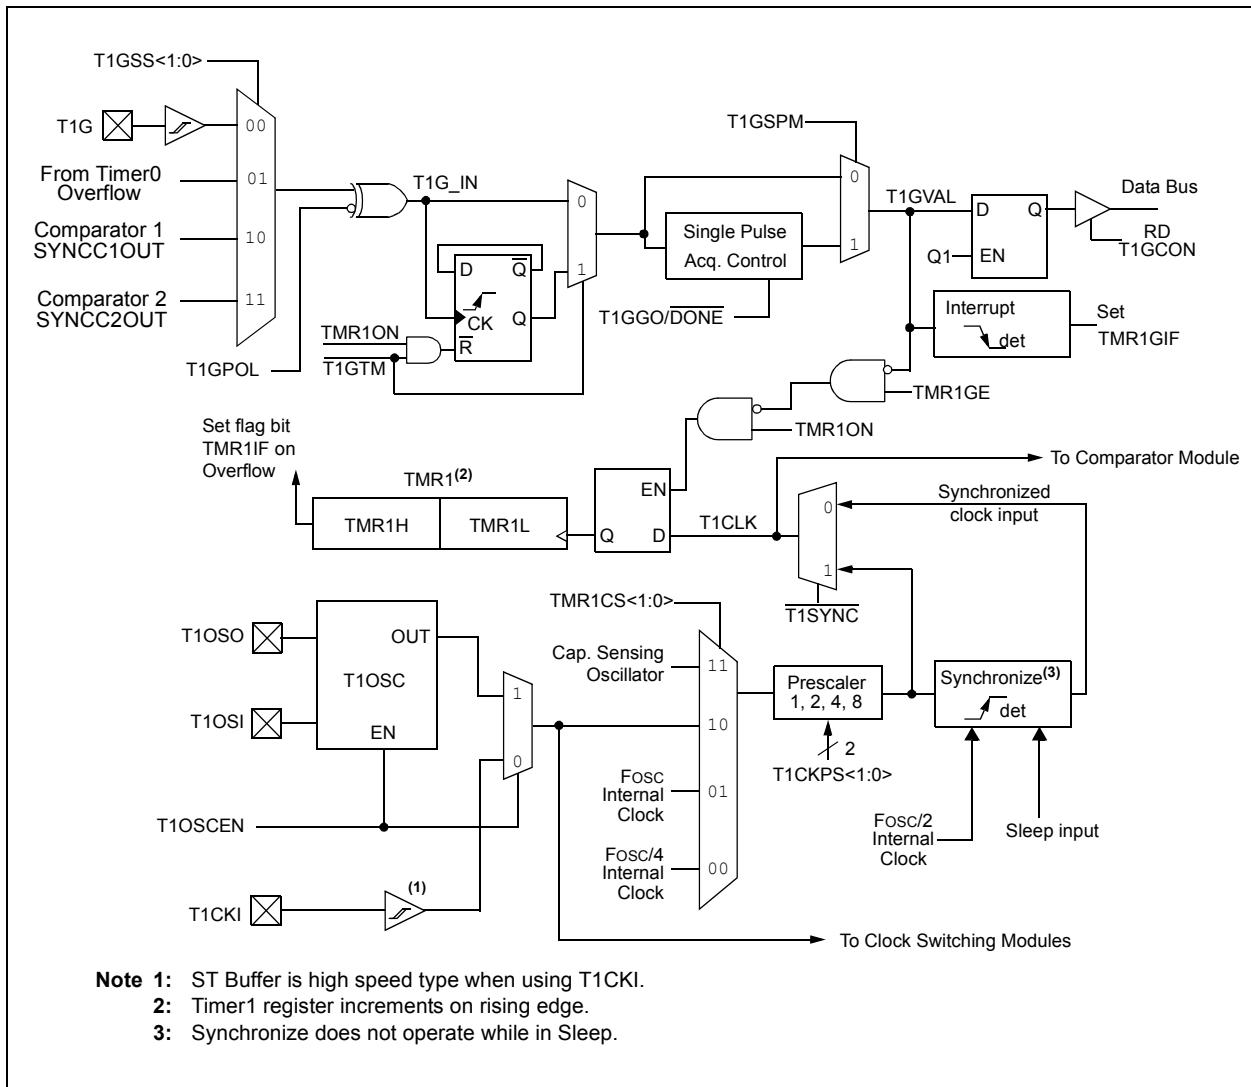 T1GSS<1:0>
T1G
00
From Timer0
Overflow
01
Comparator 1
SYNCC1OUT
10
Comparator 2
SYNCC2OUT
11
T1GPOL
T1G_IN
D
Q
CK
Q
R
TMR1ON
T1GTM
0
1
T1GSPM
0
1
Single Pulse
Acq. Control
T1GGO/DONE
T1GVAL
D
Q
Q1
EN
Data Bus
RD
T1GCON
Interrupt
det
Set
TMR1GIF
TMR1GE
TMR1ON
Set flag bit
TMR1IF on
Overflow
TMR1(2)
TMR1H
TMR1L
EN
Q
D
T1CLK
To Comparator Module
Synchronized
clock input
0
1
T1SYNC
T1OSO
OUT
T1OSC
T1OSI
EN
1
0
T1OSCEN
T1CKI
(1)
TMR1CS<1:0>
Cap. Sensing
Oscillator
11
10
FOSC
Internal
Clock
01
FOSC/4
Internal
Clock
00
Prescaler
1, 2, 4, 8
2
T1CKPS<1:0>
Synchronize(3)
det
FOSC/2
Internal
Clock
Sleep input
To Clock Switching Modules
Note 1: ST Buffer is high speed type when using T1CKI.
2: Timer1 register increments on rising edge.
3: Synchronize does not operate while in Sleep.